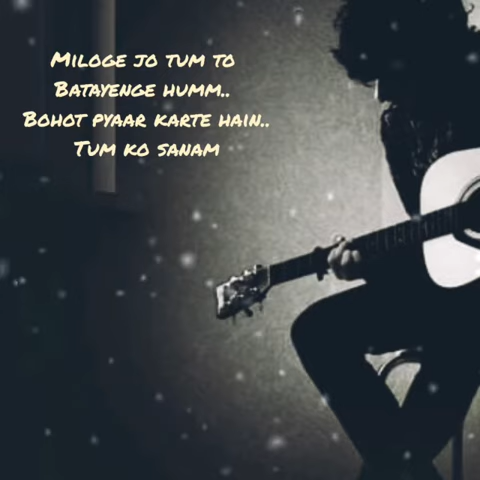 Miloge jo tum to
Batayenge humm..
Bohot pyaar karte hain..
Tum ko sanam